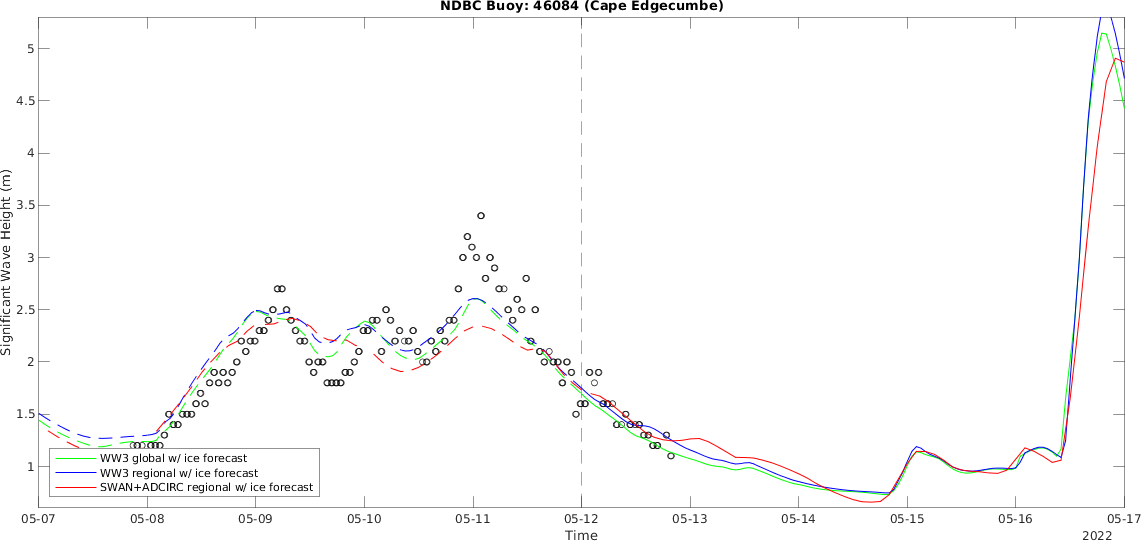 NDBC Buoy: 46084 (Cape Edgecumbe)
5
4.5
4
3.5
3
2.5
2
1.5
1
Significant Wave Height (m)
WW3 global w/ ice forecast
WW3 regional w/ ice forecast
SWAN+ADCIRC regional w/ ice forecast
05-07 05-08 05-09 05-10 05-11 05-12 05-13 05-14 05-15 05-16 05-17
Time
2022